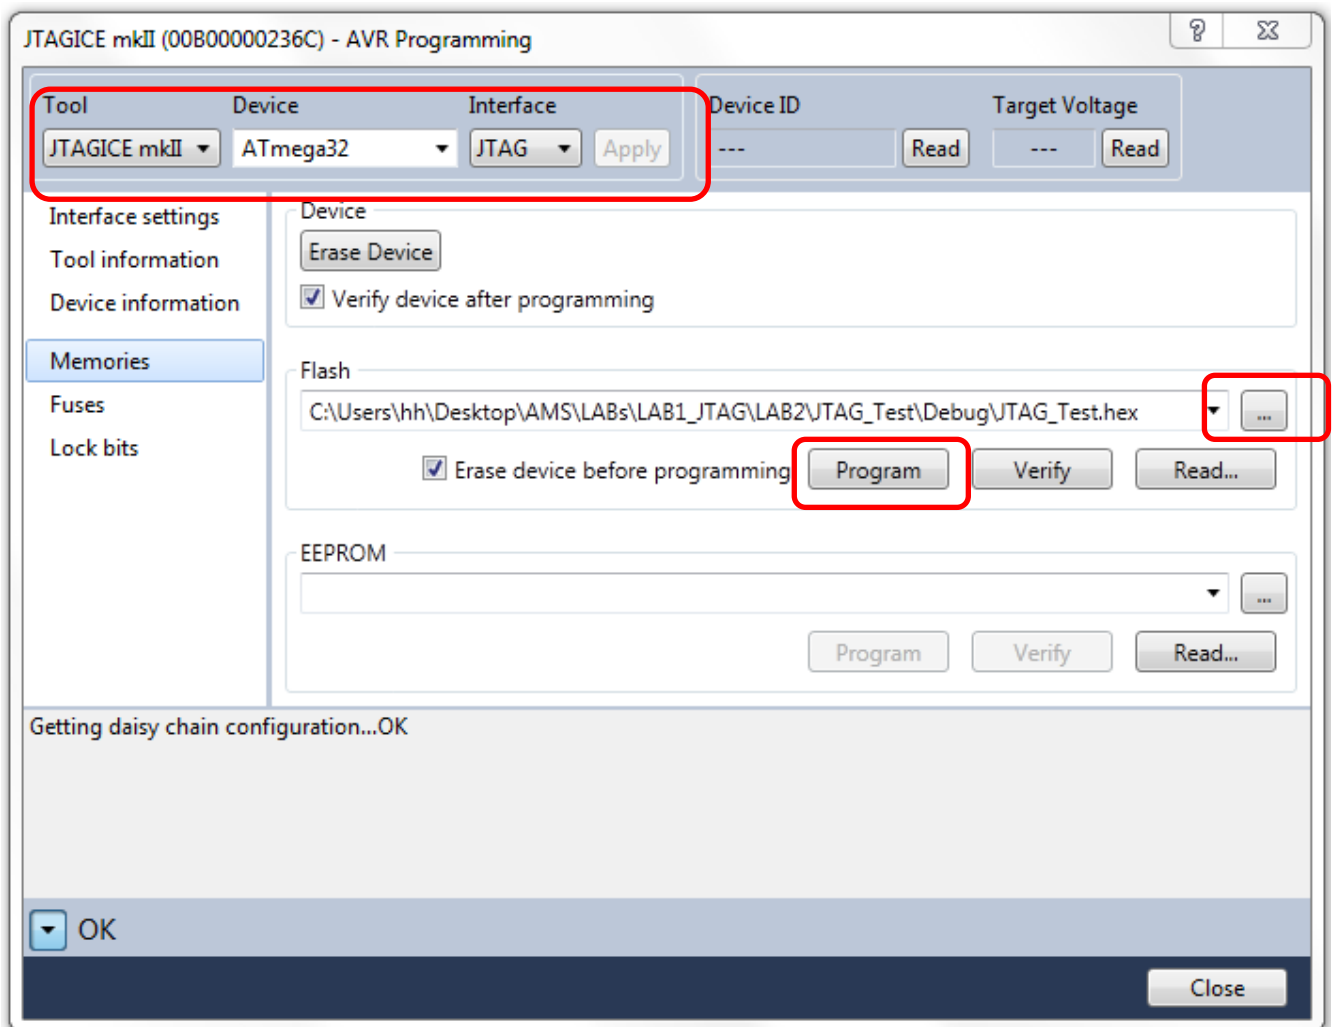 JTAGICE mkII (00B00000236C) - AVR Programming
Tool Device Interface Device ID Target Voltage
JTAGICE mkII ATmega32 JTAG Apply --- Read --- Read
Interface settings
Tool information
Device information
Memories
Fuses
Lock bits
Device
Erase Device
Verify device after programming
Flash
C:\Users\hh\Desktop\AMS\LABs\LAB1_JTAG\LAB2\JTAG_Test\Debug\JTAG_Test.hex ...
Erase device before programming Program Verify Read...
EEPROM
...
Program Verify Read...
Getting daisy chain configuration...OK
OK
Close